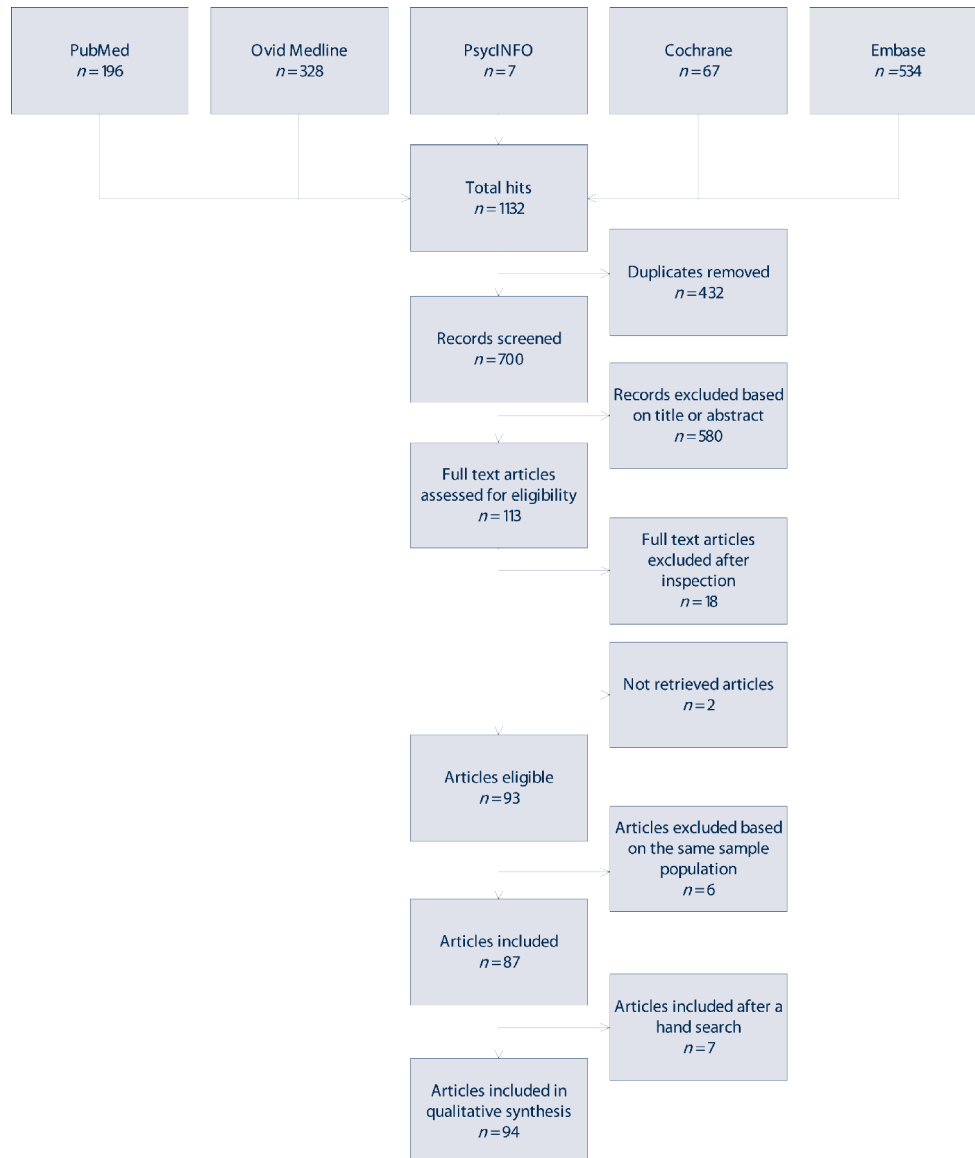 PubMed
n = 196
Ovid Medline
n = 328
PsycINFO
n = 7
Cochrane
n = 67
Embase
n =534
Total hits
n = 1132
Duplicates removed
n = 432
Records screened
n = 700
Records excluded based
on title or abstract
n = 580
Full text articles
assessed for eligibility
n = 113
Full text articles
excluded after
inspection
n = 18
Not retrieved articles
n = 2
Articles eligible
n = 93
Articles excluded based
on the same sample
population
n = 6
Articles included
n = 87
Articles included after a
hand search
n = 7
Articles included in
qualitative synthesis
n = 94